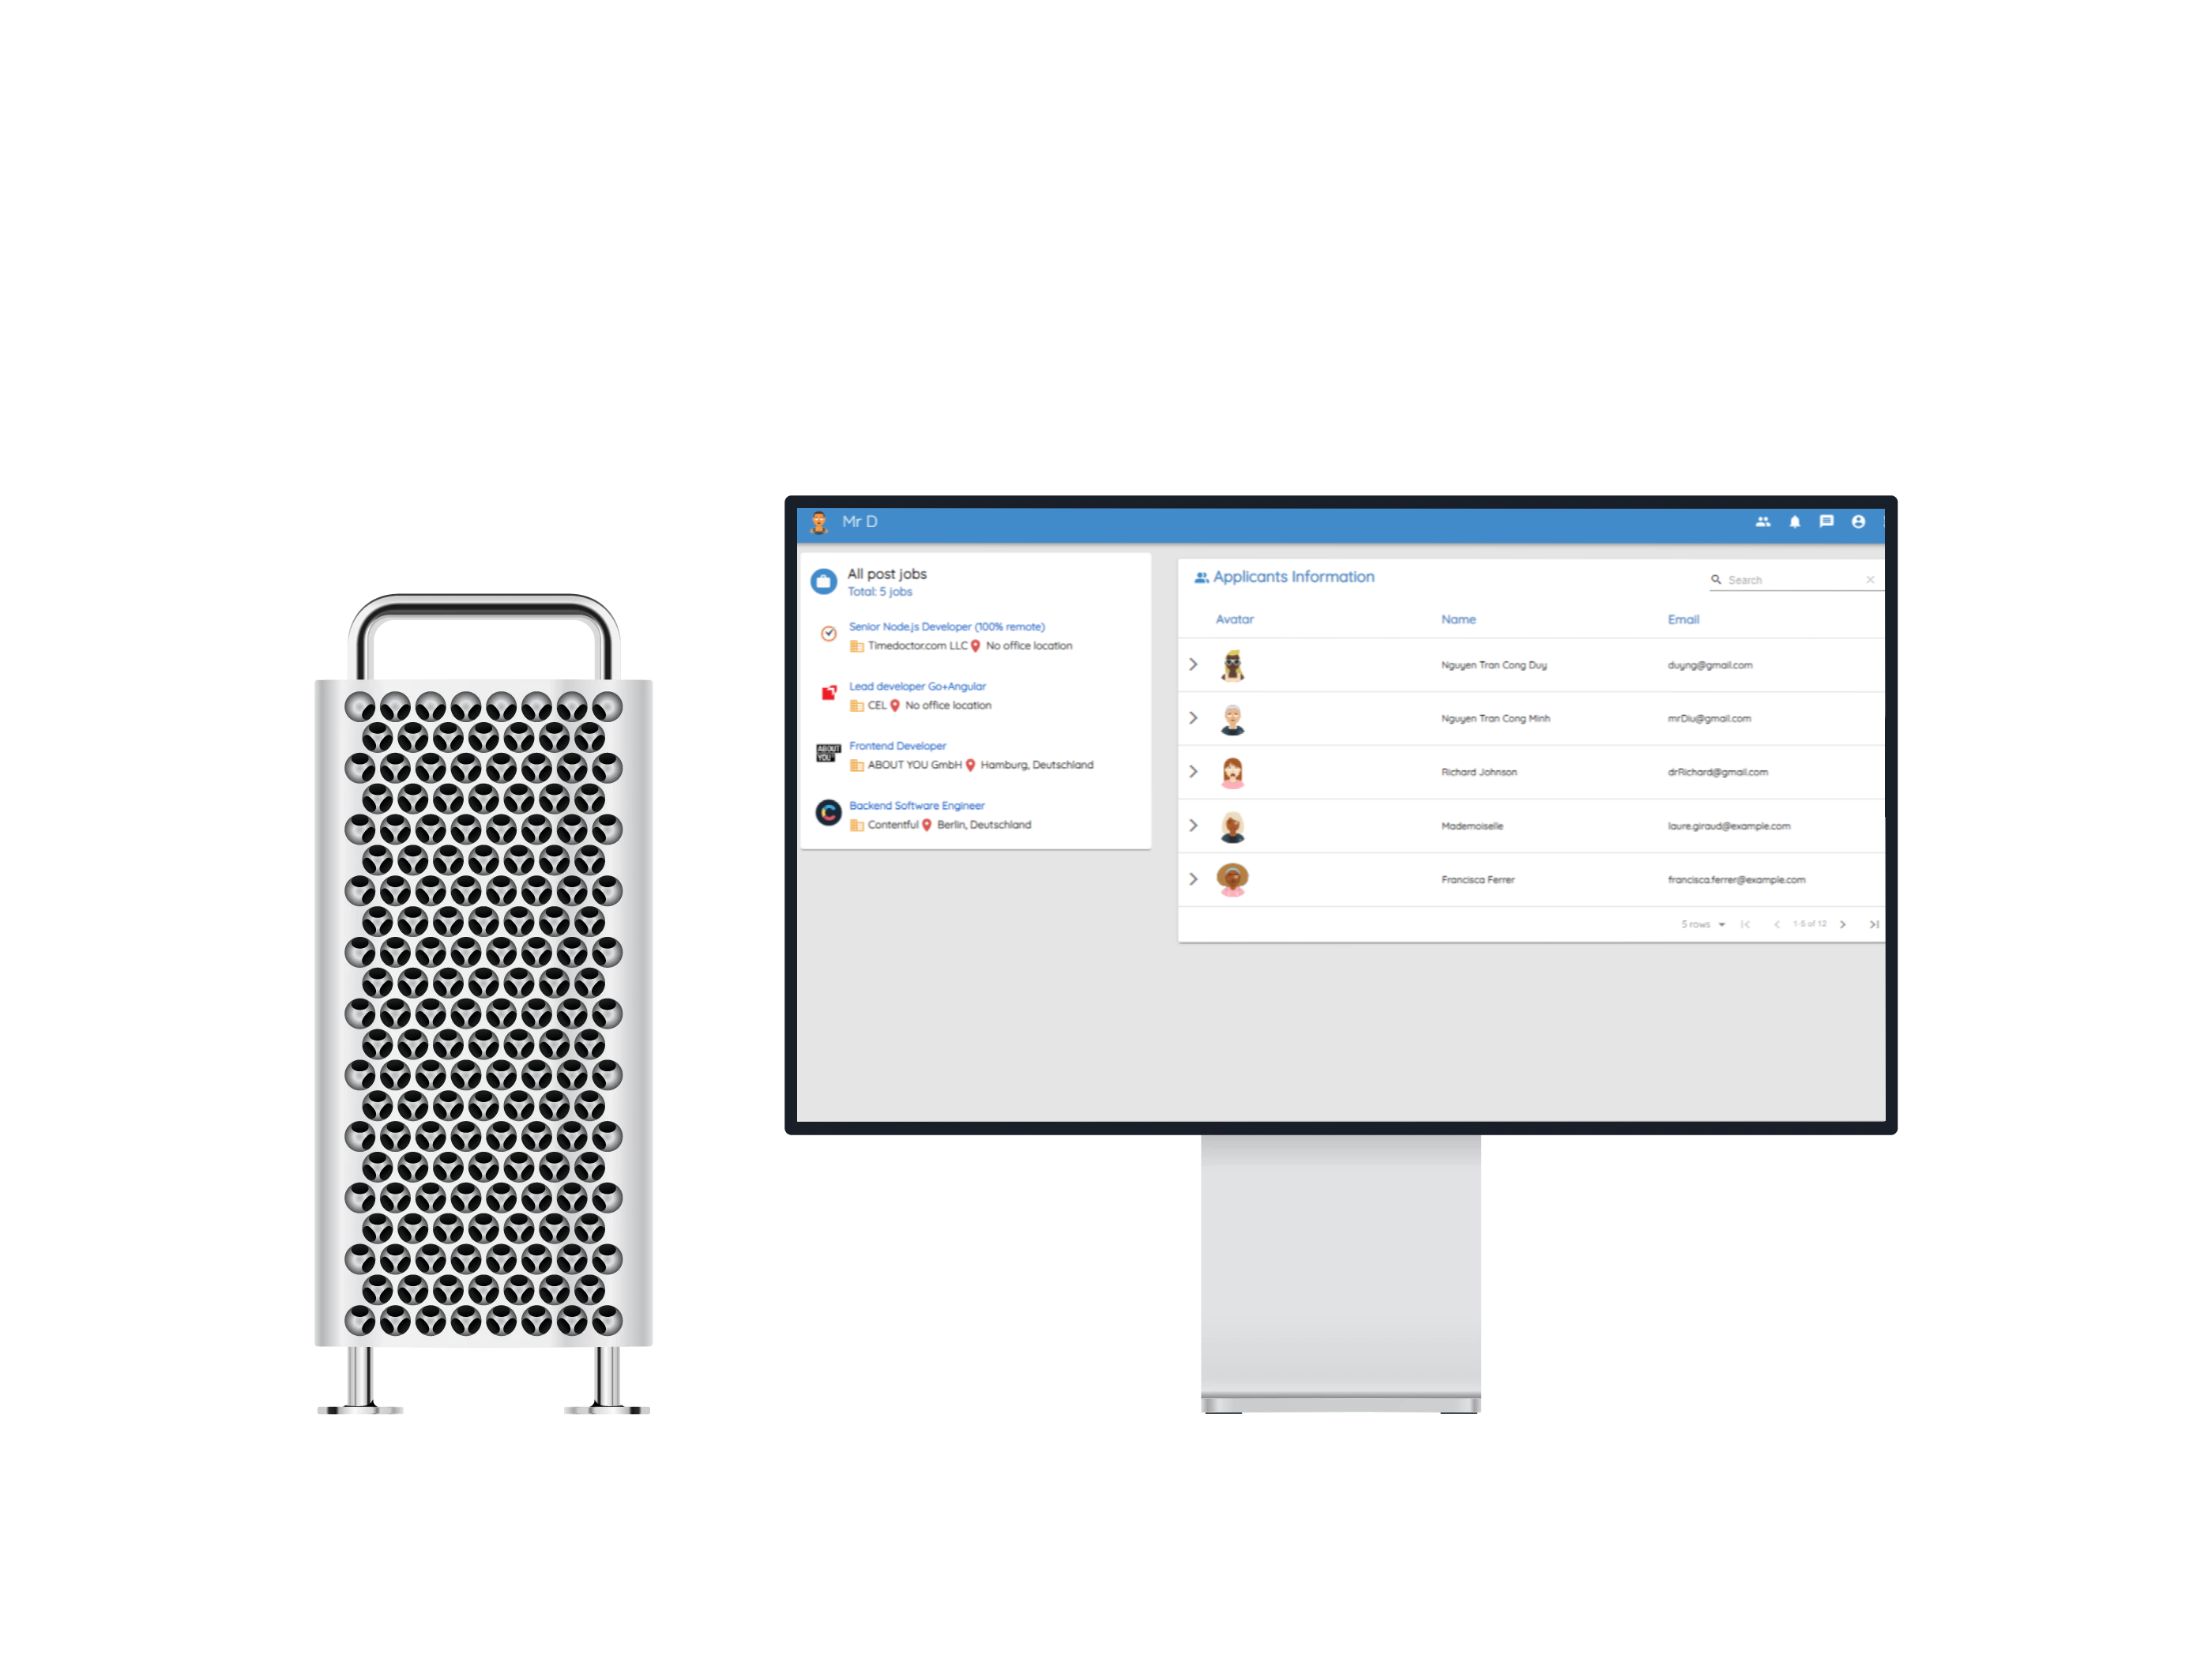 Mr D
All post jobs
Total: 5 jobs
Senior Node.js Developer (100% remote)
Timedoctor.com LLC No office location
Lead developer Go+Angular
CEL No office location
ABOUT
YOU
Frontend Developer
ABOUT YOU GmbH Hamburg, Deutschland
Backend Software Engineer
Contentful Berlin, Deutschland
Applicants Information
Search
Avatar Name Email
Nguyen Tran Cong Duy duyng@gmail.com
Nguyen Tran Cong Minh mrDiu@gmail.com
Richard Johnson drRichard@gmail.com
Mademoiselle laure.giraud@example.com
Francisca Ferrer francisca.ferrer@example.com
5 rows 1-5 of 12